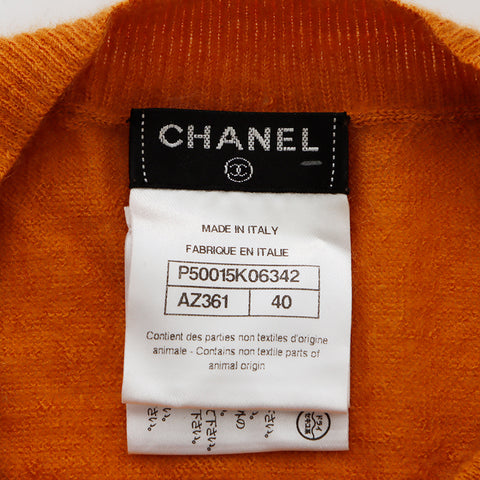 CHANEL
MADE IN ITALY
FABRIQUE EN ITALIE
P50015K06342
AZ361 40
Contient des parties non textiles d'origine
animale - Contains non textile parts of
animal origin